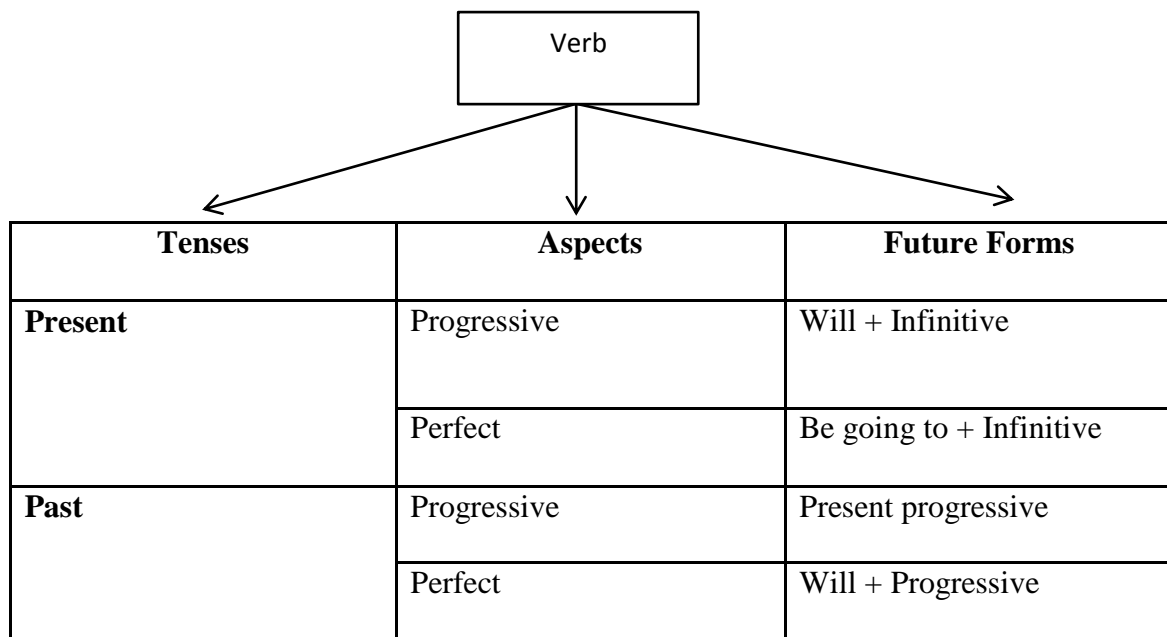 Verb
Tenses Aspects Future Forms
Present Progressive Will + Infinitive
Perfect Be going to + Infinitive
Past Progressive Present progressive
Perfect Will + Progressive